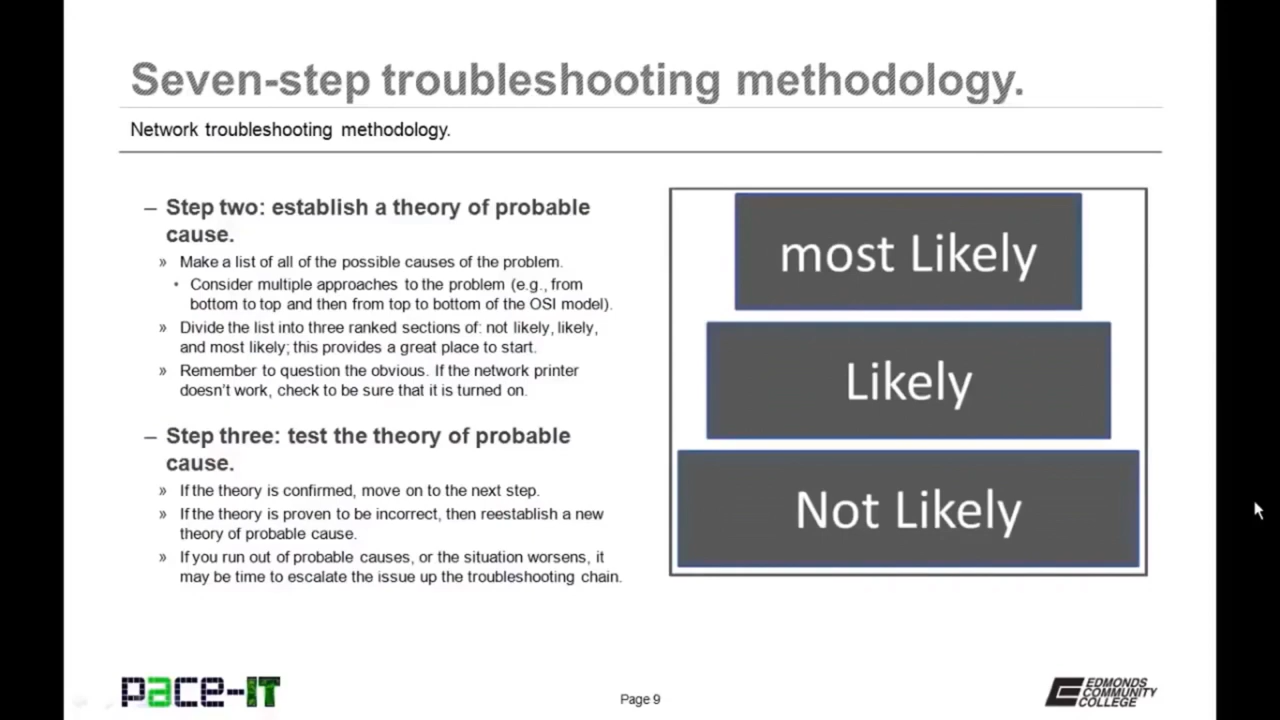 Seven-step troubleshooting methodology.
Network troubleshooting methodology.
– Step two: establish a theory of probable
cause.
» Make a list of all of the possible causes of the problem.
• Consider multiple approaches to the problem (e.g., from
bottom to top and then from top to bottom of the OSI model).
» Divide the list into three ranked sections of: not likely, likely,
and most likely; this provides a great place to start.
» Remember to question the obvious. If the network printer
doesn't work, check to be sure that it is turned on.
– Step three: test the theory of probable
cause.
» If the theory is confirmed, move on to the next step.
» If the theory is proven to be incorrect, then reestablish a new
theory of probable cause.
» If you run out of probable causes, or the situation worsens, it
may be time to escalate the issue up the troubleshooting chain.
most Likely
Likely
Not Likely
pace-IT
Page 9
EDMONDS
COMMUNITY
COLLEGE